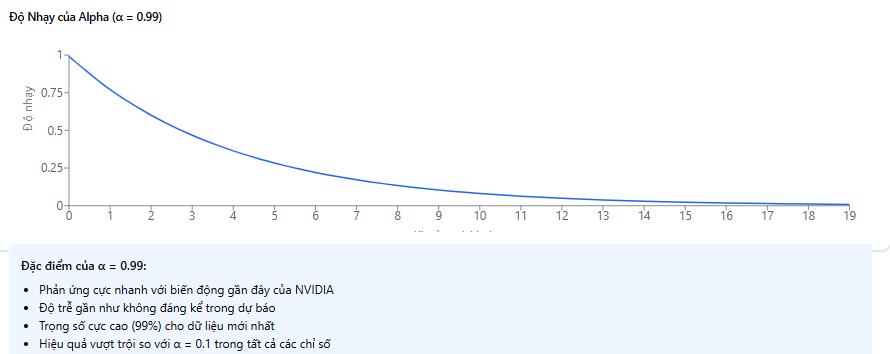 Độ Nhạy của Alpha (α = 0.99)
1
0.75
0.5
0.25
0
Độ nhạy
0 1 2 3 4 5 6 7 8 9 10 11 12 13 14 15 16 17 18 19
Đặc điểm của α = 0.99:
• Phản ứng cực nhanh với biến động gần đây của NVIDIA
• Độ trễ gần như không đáng kể trong dự báo
• Trọng số cực cao (99%) cho dữ liệu mới nhất
• Hiệu quả vượt trội so với α = 0.1 trong tất cả các chỉ số